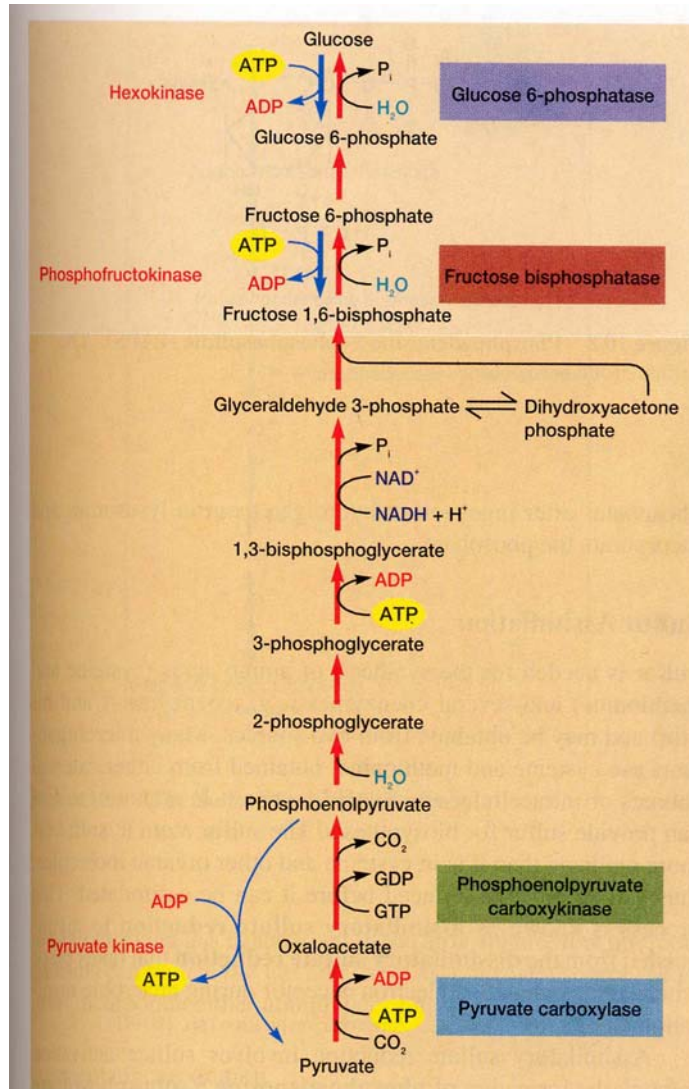 Glucose
ATP
P_i
Hexokinase
Glucose 6-phosphatase
ADP
H₂O
Glucose 6-phosphate
Fructose 6-phosphate
ATP
P_i
Phosphofructokinase
Fructose bisphosphatase
ADP
H₂O
Fructose 1,6-bisphosphate
Glyceraldehyde 3-phosphate
Dihydroxyacetone
phosphate
P_i
NAD⁺
NADH + H⁺
1,3-bisphosphoglycerate
ADP
ATP
3-phosphoglycerate
2-phosphoglycerate
H₂O
Phosphoenolpyruvate
CO₂
GDP
GTP
Phosphoenolpyruvate
carboxykinase
ADP
Pyruvate kinase
ATP
Oxaloacetate
ADP
ATP
CO₂
Pyruvate carboxylase
Pyruvate